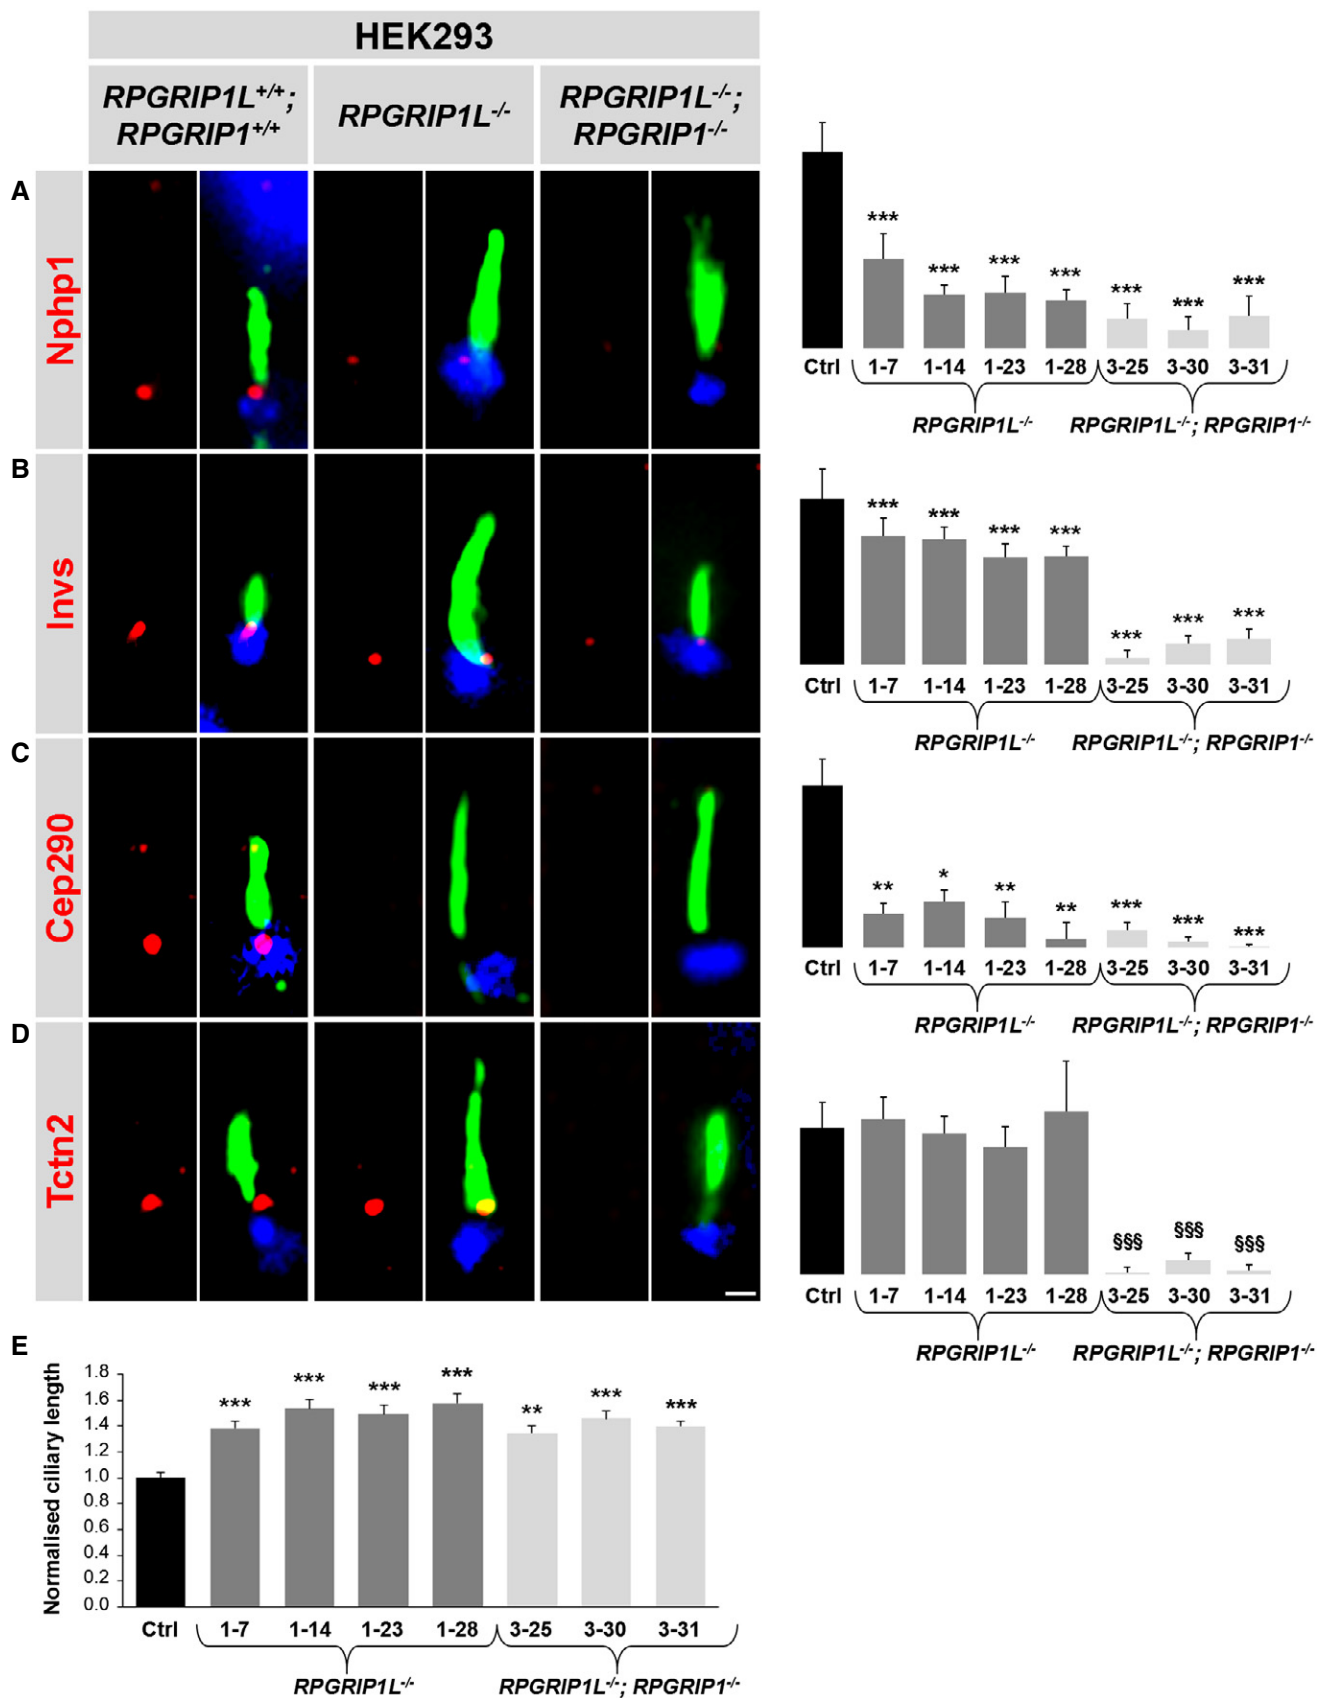 HEK293
RPGRIP1L+/+;
RPGRIP1+/+
RPGRIP1L-/-
RPGRIP1L-/-;
RPGRIP1-/-
A
Nphp1
*** *** *** *** *** *** ***
Ctrl 1-7 1-14 1-23 1-28 3-25 3-30 3-31
RPGRIP1L-/- RPGRIP1L-/-; RPGRIP1-/-
B
Invs
*** *** *** *** *** *** ***
Ctrl 1-7 1-14 1-23 1-28 3-25 3-30 3-31
RPGRIP1L-/- RPGRIP1L-/-; RPGRIP1-/-
C
Cep290
** * ** ** *** *** ***
Ctrl 1-7 1-14 1-23 1-28 3-25 3-30 3-31
RPGRIP1L-/- RPGRIP1L-/-; RPGRIP1-/-
D
Tctn2
§§§ §§§ §§§
Ctrl 1-7 1-14 1-23 1-28 3-25 3-30 3-31
RPGRIP1L-/- RPGRIP1L-/-; RPGRIP1-/-
E
Normalised ciliary length
1.8
1.6
1.4
1.2
1.0
0.8
0.6
0.4
0.2
0.0
*** *** *** *** ** *** ***
Ctrl 1-7 1-14 1-23 1-28 3-25 3-30 3-31
RPGRIP1L-/- RPGRIP1L-/-; RPGRIP1-/-